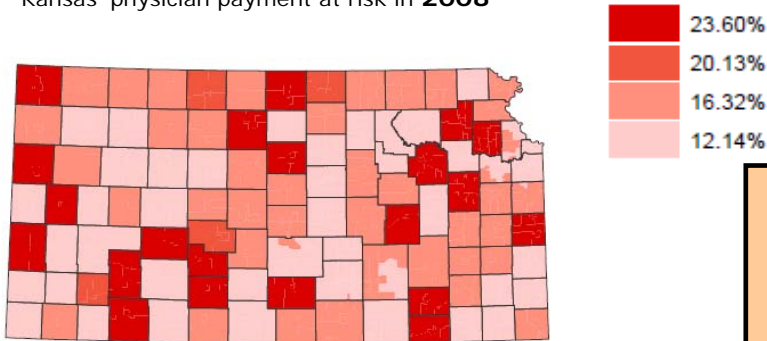 Kansas' physician payment at risk in 2008
23.60%
20.13%
16.32%
12.14%